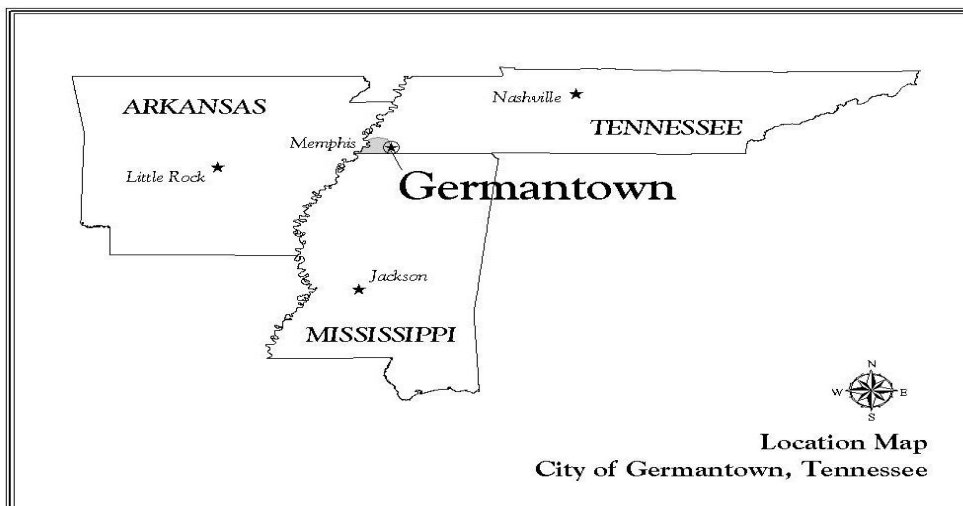 ARKANSAS
Nashville
TENNESSEE
Memphis
Little Rock
Germantown
Jackson
MISSISSIPPI
N
W E
S
Location Map
City of Germantown, Tennessee